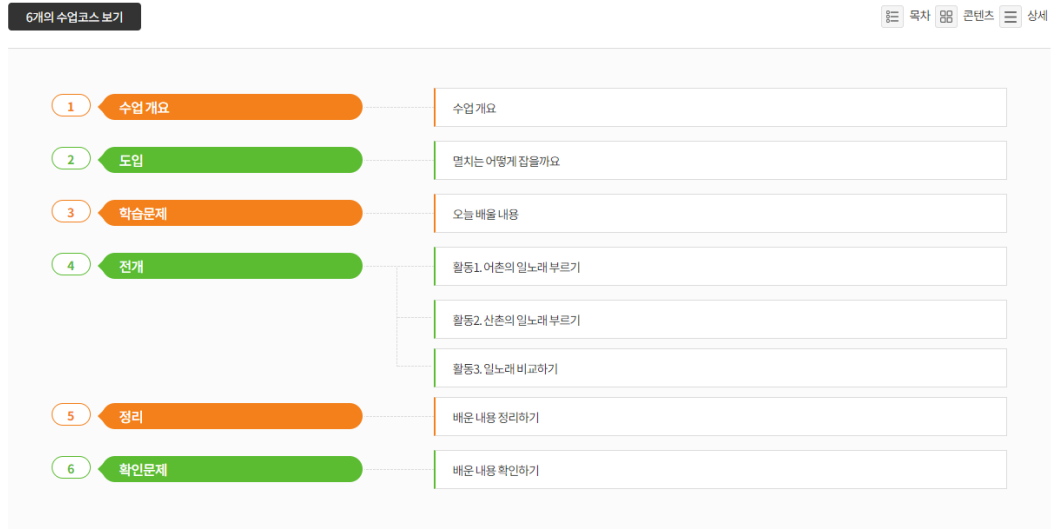 6개의 수업코스 보기
목차 콘텐츠 상세
1 수업 개요 수업 개요
2 도입 멸치는 어떻게 잡을까요
3 학습문제 오늘 배울 내용
4 전개 활동1. 어촌의 일노래 부르기
활동2. 산촌의 일노래 부르기
활동3. 일노래 비교하기
5 정리 배운 내용 정리하기
6 확인문제 배운 내용 확인하기